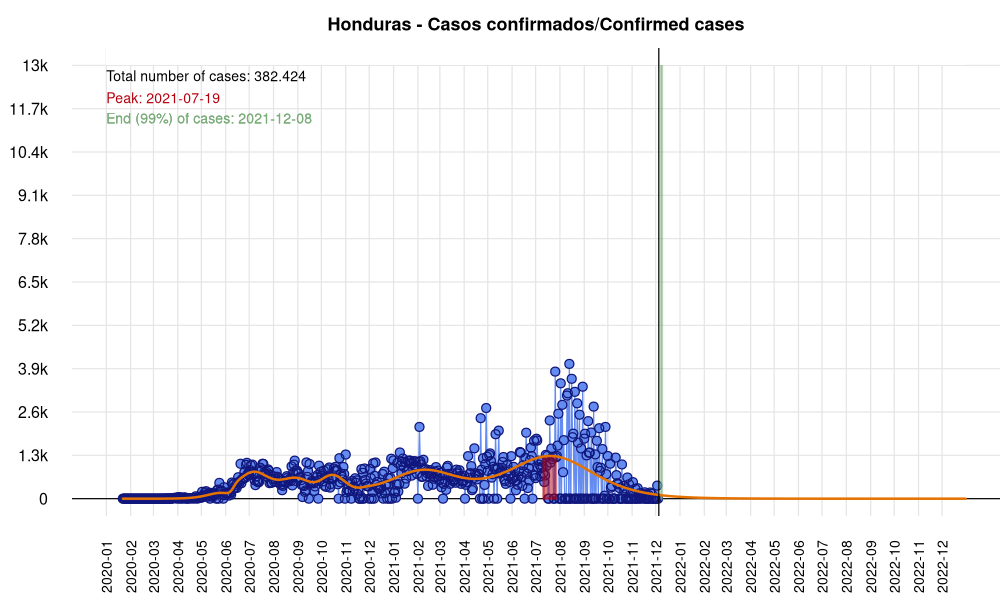 Honduras - Casos confirmados/Confirmed cases
Total number of cases: 382.424
Peak: 2021-07-19
End (99%) of cases: 2021-12-08
13k
11.7k
10.4k
9.1k
7.8k
6.5k
5.2k
3.9k
2.6k
1.3k
0
2020-01
2020-02
2020-03
2020-04
2020-05
2020-06
2020-07
2020-08
2020-09
2020-10
2020-11
2020-12
2021-01
2021-02
2021-03
2021-04
2021-05
2021-06
2021-07
2021-08
2021-09
2021-10
2021-11
2021-12
2022-01
2022-02
2022-03
2022-04
2022-05
2022-06
2022-07
2022-08
2022-09
2022-10
2022-11
2022-12